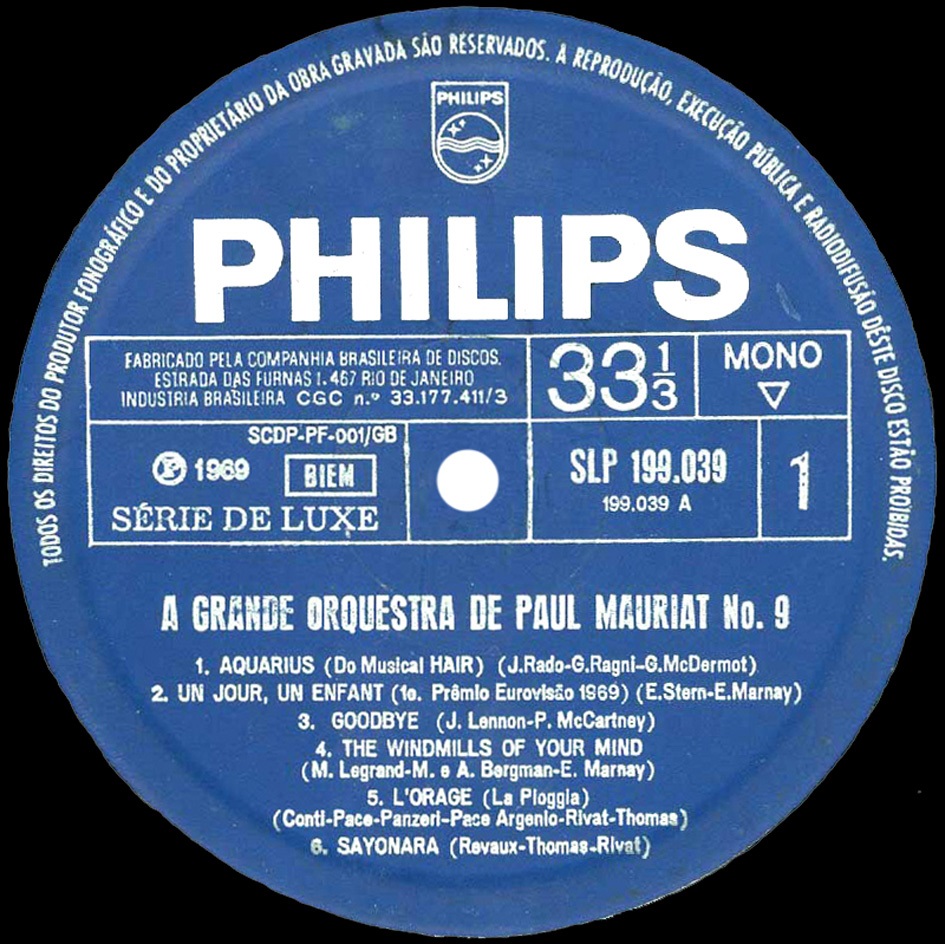 TODOS OS DIREITOS DO PRODUTOR FONOGRÁFICO E DO PROPRIETÁRIO DA OBRA GRAVADA SÃO RESERVADOS. A REPRODUÇÃO, EXECUÇÃO PÚBLICA E RADIODIFUSÃO DÊSTE DISCO ESTÃO PROIBIDAS.
PHILIPS
PHILIPS
FABRICADO PELA COMPANHIA BRASILEIRA DE DISCOS.
ESTRADA DAS FURNAS 1.467 RIO DE JANEIRO
INDUSTRIA BRASILEIRA CGC n.º 33.177.411/3
33 1/3
MONO
SCDP-PF-001/GB
Ⓟ 1969 BIEM
SÉRIE DE LUXE
SLP 199.039
199.039 A
1
A GRANDE ORQUESTRA DE PAUL MAURIAT No. 9
1. AQUARIUS (Do Musical HAIR) (J.Rado-G.Ragni-G.McDermot)
2. UN JOUR, UN ENFANT (1o. Prêmio Eurovisão 1969) (E.Stern-E.Marnay)
3. GOODBYE (J. Lennon-P. McCartney)
4. THE WINDMILLS OF YOUR MIND
(M. Legrand-M. e A. Bergman-E. Marnay)
5. L'ORAGE (La Pioggia)
(Conti-Pace-Panzeri-Pace Argenio-Rivat-Thomas)
6. SAYONARA (Revaux-Thomas-Rivat)